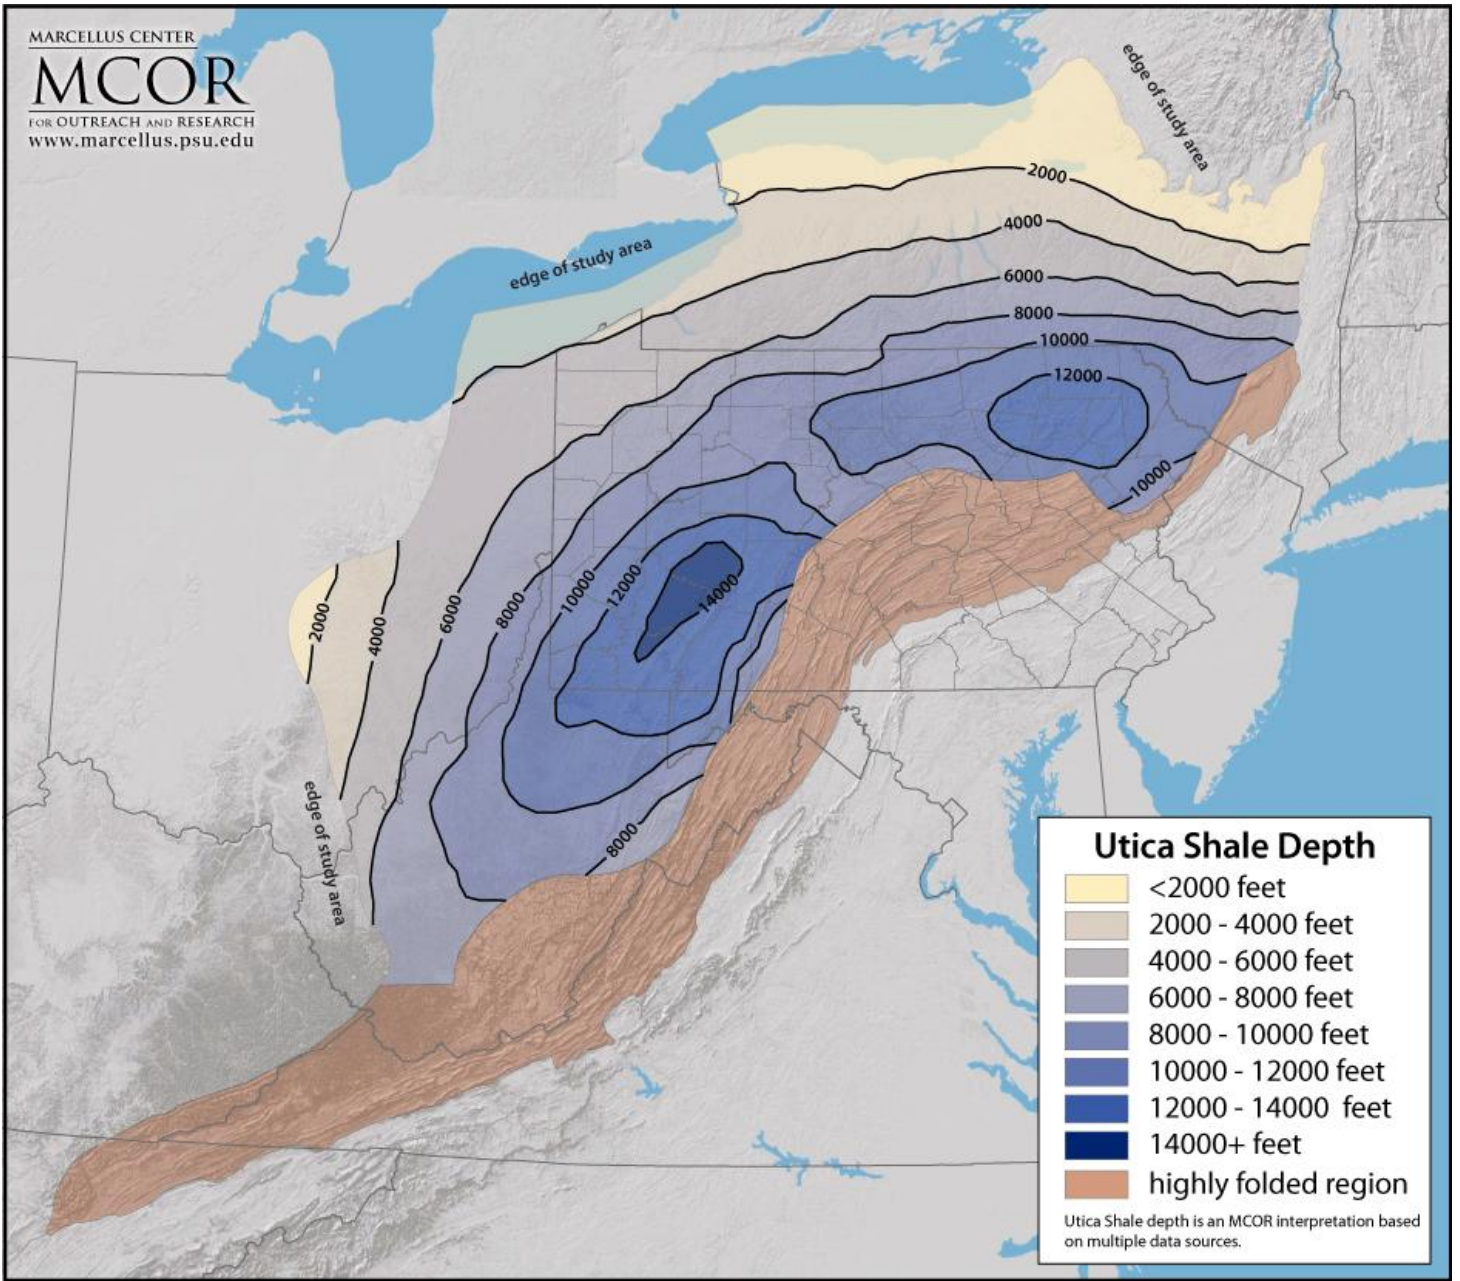 MARCELLUS CENTER
MCOR
FOR OUTREACH AND RESEARCH
www.marcellus.psu.edu
edge of study area
2000
4000
edge of study area
6000
8000
10000
12000
10000
14000
12000
10000
8000
6000
4000
2000
8000
edge of study area
Utica Shale Depth
<2000 feet
2000 - 4000 feet
4000 - 6000 feet
6000 - 8000 feet
8000 - 10000 feet
10000 - 12000 feet
12000 - 14000 feet
14000+ feet
highly folded region
Utica Shale depth is an MCOR interpretation based
on multiple data sources.